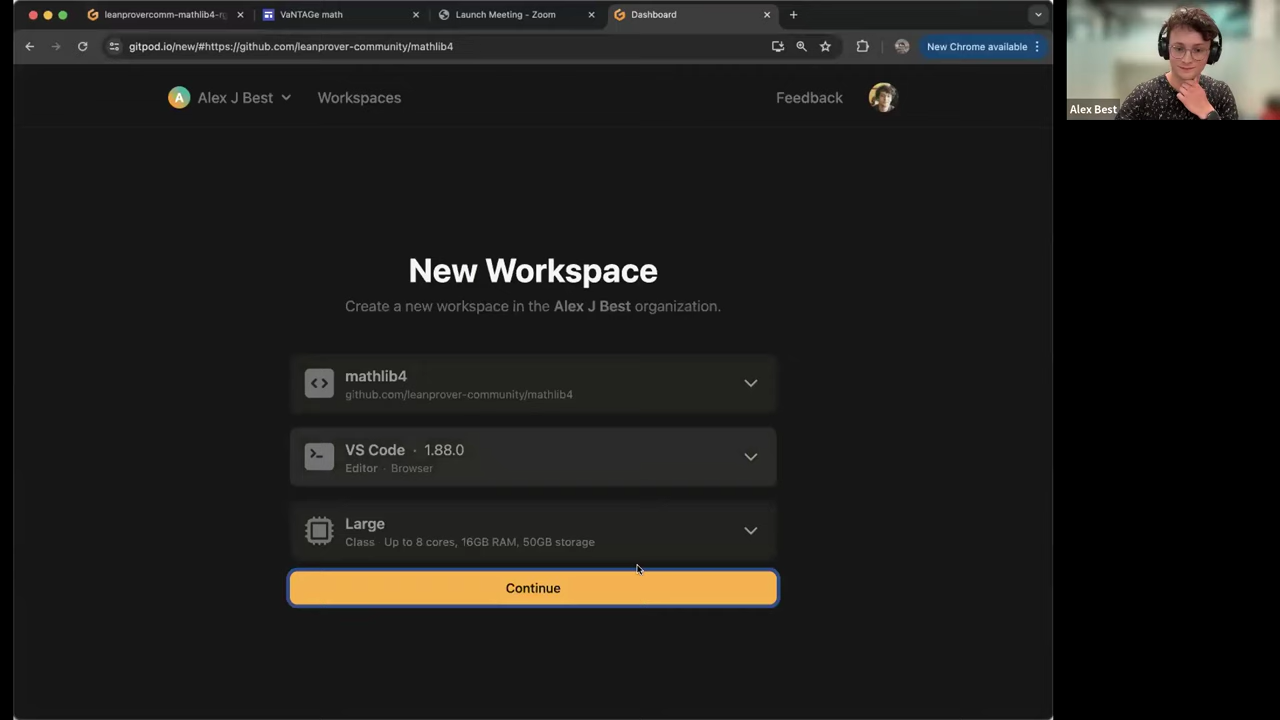 leanprovercomm-mathlib4-r
VaNTAGe math
Launch Meeting - Zoom
Dashboard
gitpod.io/new/#https://github.com/leanprover-community/mathlib4
New Chrome available
A
Alex J Best
Workspaces
Feedback
Alex Best
New Workspace
Create a new workspace in the Alex J Best organization.
mathlib4
github.com/leanprover-community/mathlib4
VS Code · 1.88.0
Editor · Browser
Large
Class Up to 8 cores, 16GB RAM, 50GB storage
Continue